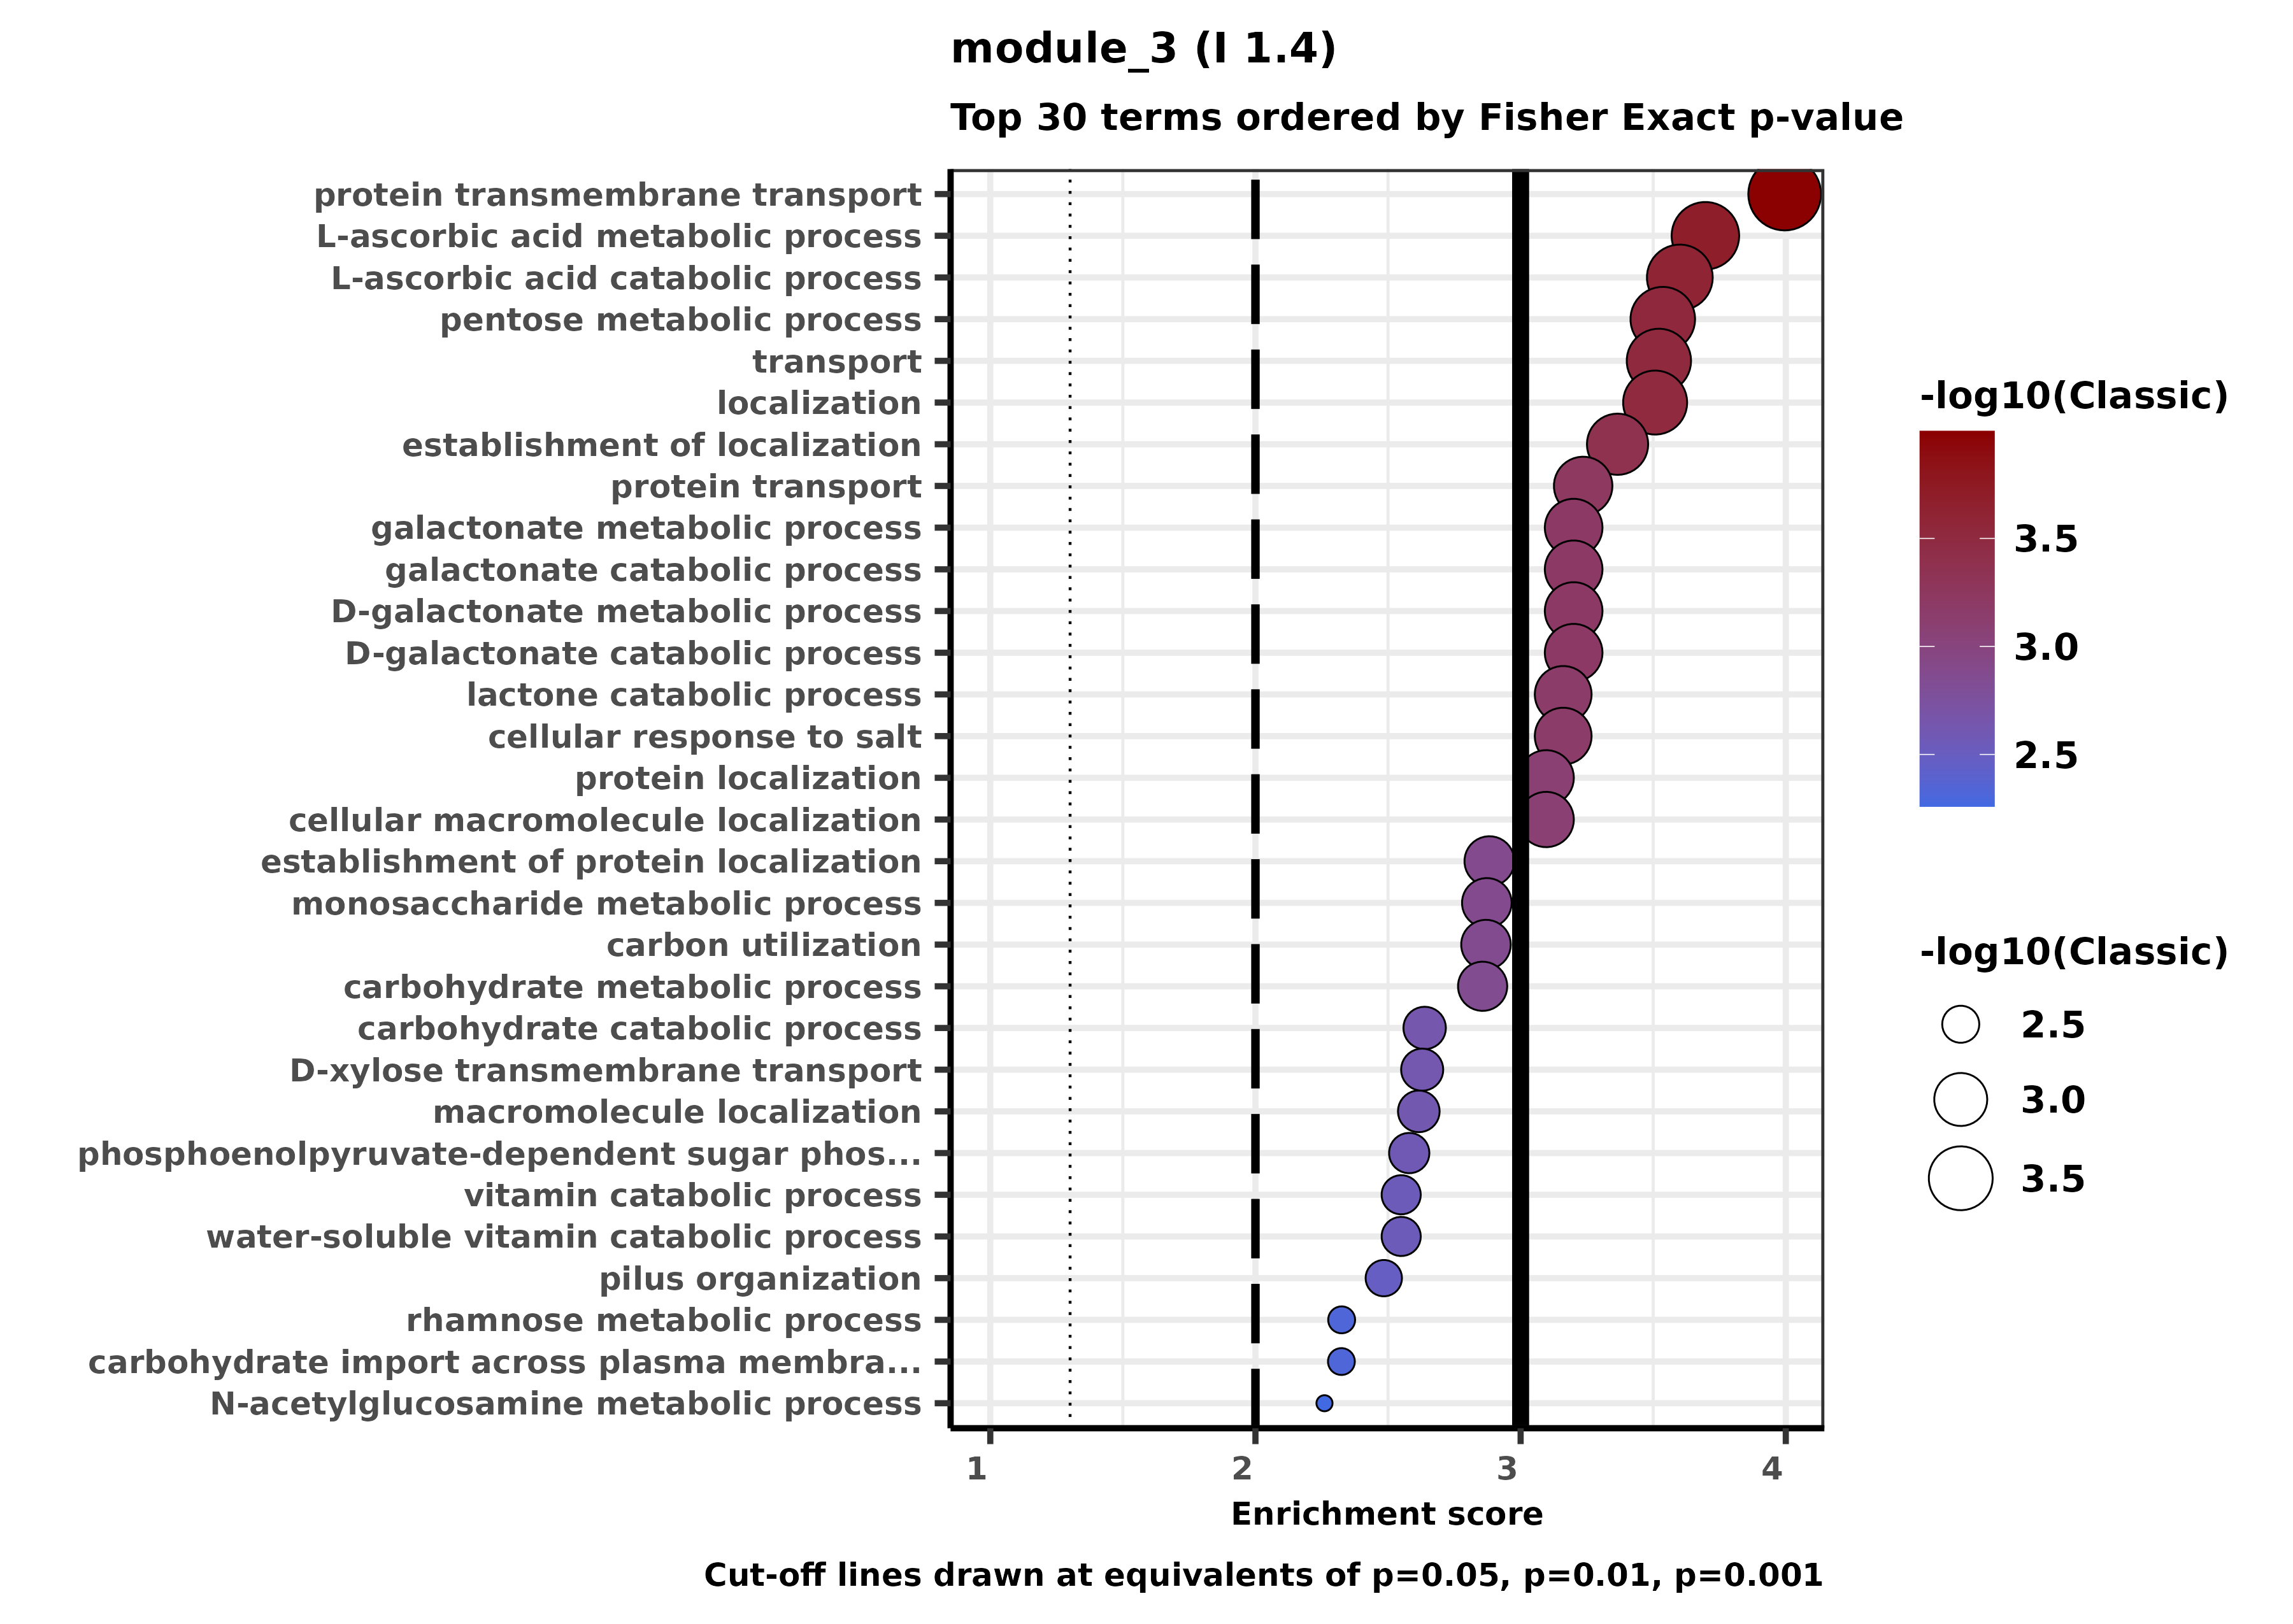 module_3 (I 1.4)
Top 30 terms ordered by Fisher Exact p-value
protein transmembrane transport
L-ascorbic acid metabolic process
L-ascorbic acid catabolic process
pentose metabolic process
transport
localization
establishment of localization
protein transport
galactonate metabolic process
galactonate catabolic process
D-galactonate metabolic process
D-galactonate catabolic process
lactone catabolic process
cellular response to salt
protein localization
cellular macromolecule localization
establishment of protein localization
monosaccharide metabolic process
carbon utilization
carbohydrate metabolic process
carbohydrate catabolic process
D-xylose transmembrane transport
macromolecule localization
phosphoenolpyruvate-dependent sugar phos...
vitamin catabolic process
water-soluble vitamin catabolic process
pilus organization
rhamnose metabolic process
carbohydrate import across plasma membra...
N-acetylglucosamine metabolic process
1 2 3 4
Enrichment score
Cut-off lines drawn at equivalents of p=0.05, p=0.01, p=0.001
-log10(Classic)
3.5
3.0
2.5
-log10(Classic)
2.5
3.0
3.5